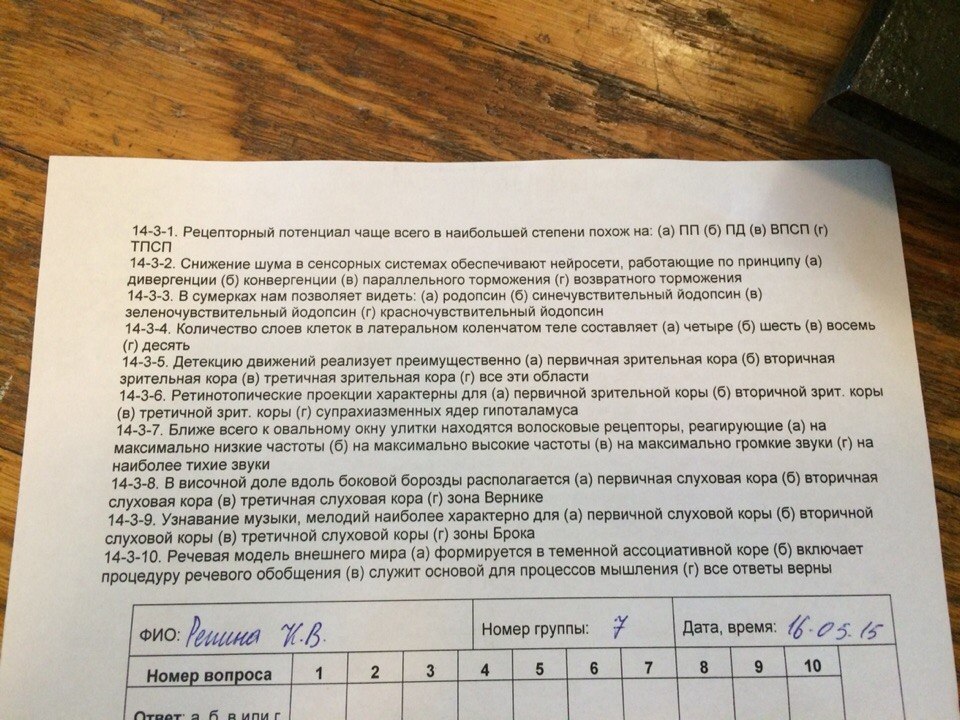 14-3-1. Рецепторный потенциал чаще всего в наибольшей степени похож на: (а) ПП (б) ПД (в) ВПСП (г)
ТПСП
14-3-2. Снижение шума в сенсорных системах обеспечивают нейросети, работающие по принципу (а)
дивергенции (б) конвергенции (в) параллельного торможения (г) возвратного торможения
14-3-3. В сумерках нам позволяет видеть: (а) родопсин (б) синечувствительный йодопсин (в)
зеленочувствительный йодопсин (г) красночувствительный йодопсин
14-3-4. Количество слоев клеток в латеральном коленчатом теле составляет (а) четыре (б) шесть (в) восемь
(г) десять
14-3-5. Детекцию движений реализует преимущественно (а) первичная зрительная кора (б) вторичная
зрительная кора (в) третичная зрительная кора (г) все эти области
14-3-6. Ретинотопические проекции характерны для (а) первичной зрительной коры (б) вторичной зрит. коры
(в) третичной зрит. коры (г) супрахиазменных ядер гипоталамуса
14-3-7. Ближе всего к овальному окну улитки находятся волосковые рецепторы, реагирующие (а) на
максимально низкие частоты (б) на максимально высокие частоты (в) на максимально громкие звуки (г) на
наиболее тихие звуки
14-3-8. В височной доле вдоль боковой борозды располагается (а) первичная слуховая кора (б) вторичная
слуховая кора (в) третичная слуховая кора (г) зона Вернике
14-3-9. Узнавание музыки, мелодий наиболее характерно для (а) первичной слуховой коры (б) вторичной
слуховой коры (в) третичной слуховой коры (г) зоны Брока
14-3-10. Речевая модель внешнего мира (а) формируется в теменной ассоциативной коре (б) включает
процедуру речевого обобщения (в) служит основой для процессов мышления (г) все ответы верны
ФИО: Репина К.В. Номер группы: 7 Дата, время: 16.05.15
Номер вопроса 1 2 3 4 5 6 7 8 9 10
Ответ: а, б, в или г